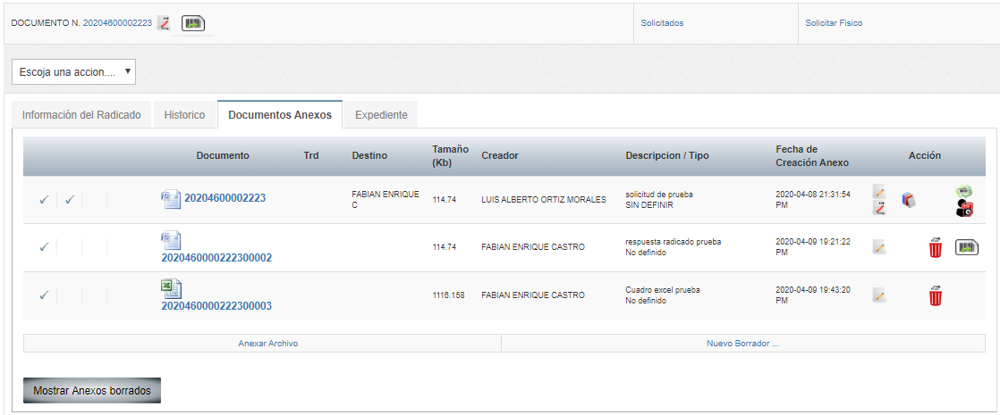 DOCUMENTO N. 20204600002223
Solicitados
Solicitar Fisico
Escoja una accion....
Información del Radicado
Historico
Documentos Anexos
Expediente
Documento
Trd
Destino
Tamaño
(Kb)
Creador
Descripcion / Tipo
Fecha de
Creación Anexo
Acción
20204600002223
FABIAN ENRIQUE
C
114.74
LUIS ALBERTO ORTIZ MORALES
solicitud de prueba
SIN DEFINIR
2020-04-08 21:31:54
PM
2020460000222300002
114.74
FABIAN ENRIQUE CASTRO
respuesta radicado prueba
No definido
2020-04-09 19:21:22
PM
2020460000222300003
1116.158
FABIAN ENRIQUE CASTRO
Cuadro excel prueba
No definido
2020-04-09 19:43:20
PM
Anexar Archivo
Nuevo Borrador ...
Mostrar Anexos borrados